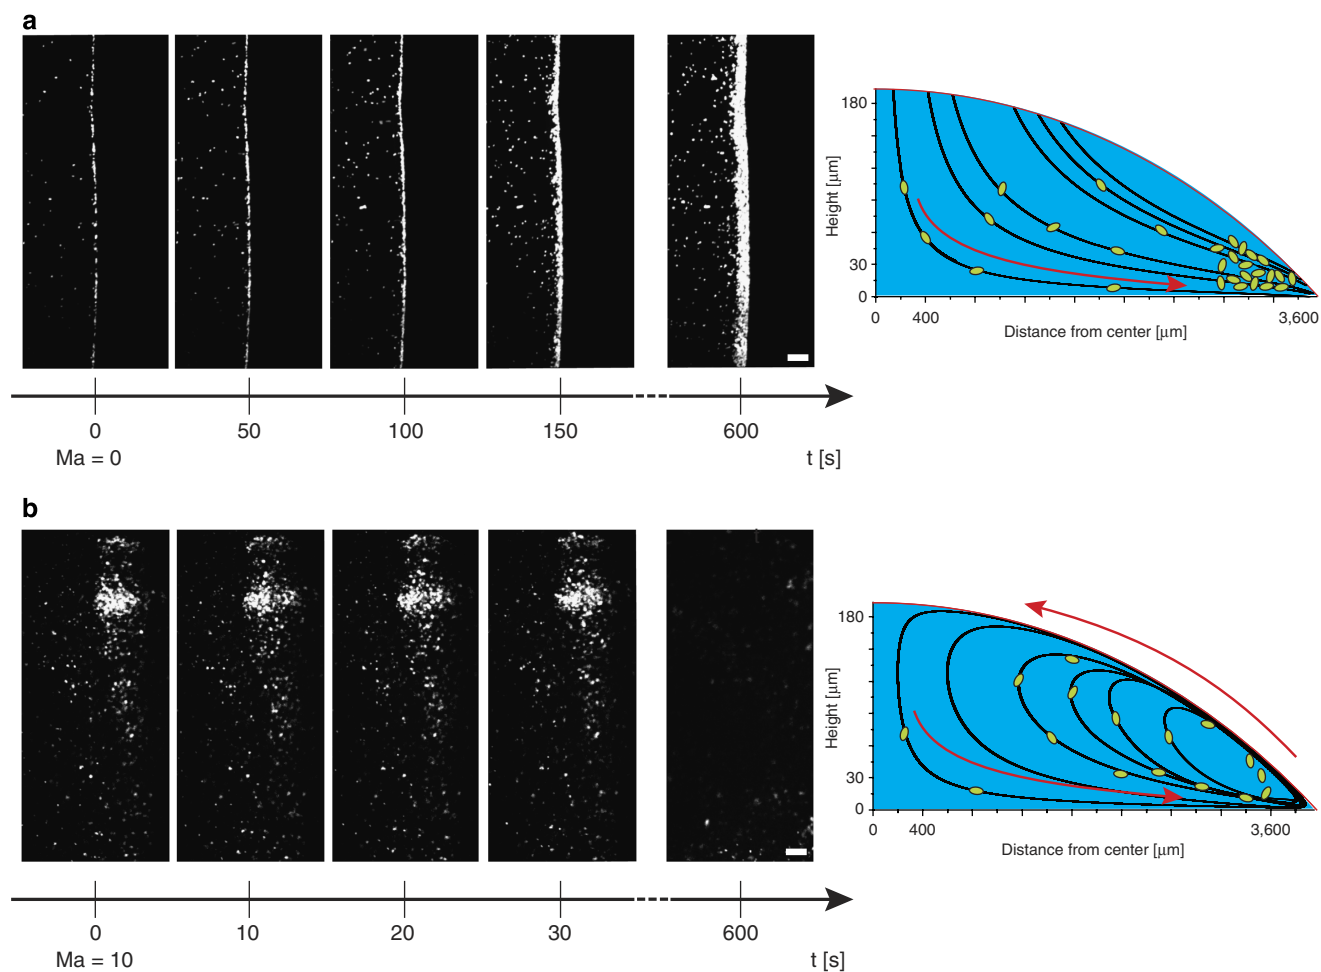 a
180
Height [μm]
30
0
0 400 3,600
Distance from center [μm]
0 50 100 150 600
Ma = 0 t [s]
b
180
Height [μm]
30
0
0 400 3,600
Distance from center [μm]
0 10 20 30 600
Ma = 10 t [s]